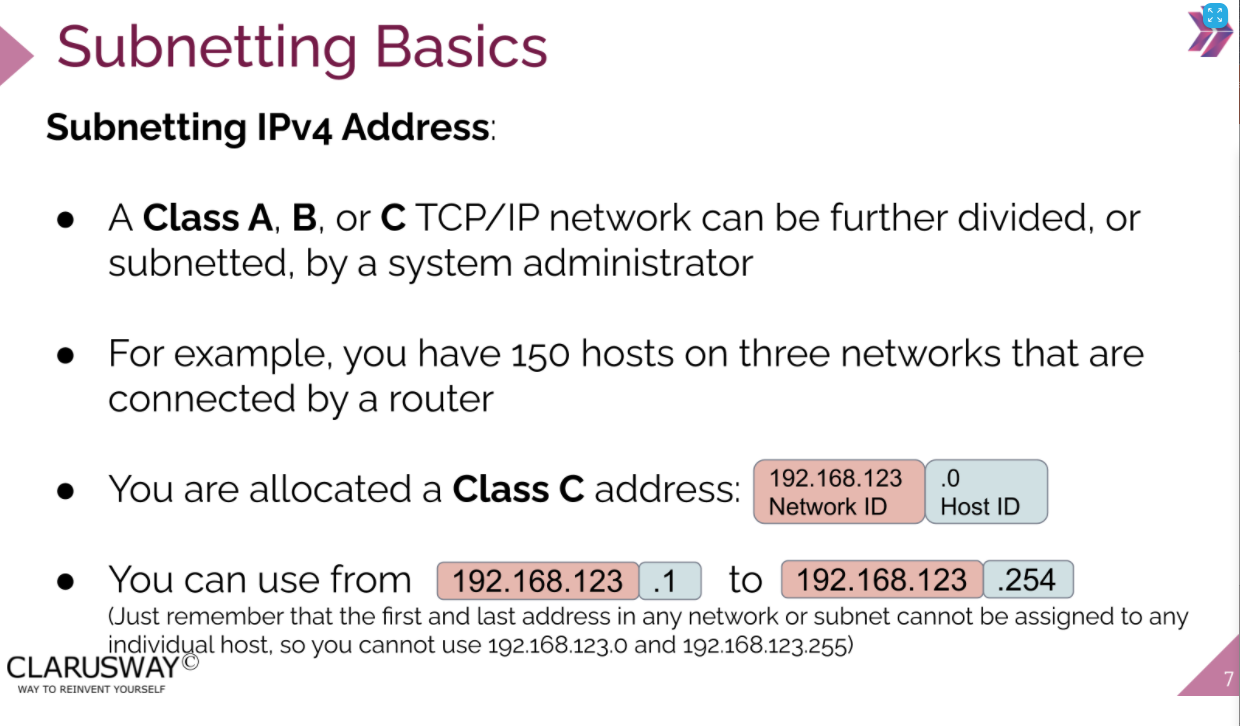 Subnetting Basics
Subnetting IPv4 Address:
● A Class A, B, or C TCP/IP network can be further divided, or
subnetted, by a system administrator
● For example, you have 150 hosts on three networks that are
connected by a router
● You are allocated a Class C address: 192.168.123 .0
Network ID Host ID
● You can use from 192.168.123 .1 to 192.168.123 .254
(Just remember that the first and last address in any network or subnet cannot be assigned to any
individual host, so you cannot use 192.168.123.0 and 192.168.123.255)
CLARUSWAY©
WAY TO REINVENT YOURSELF
7